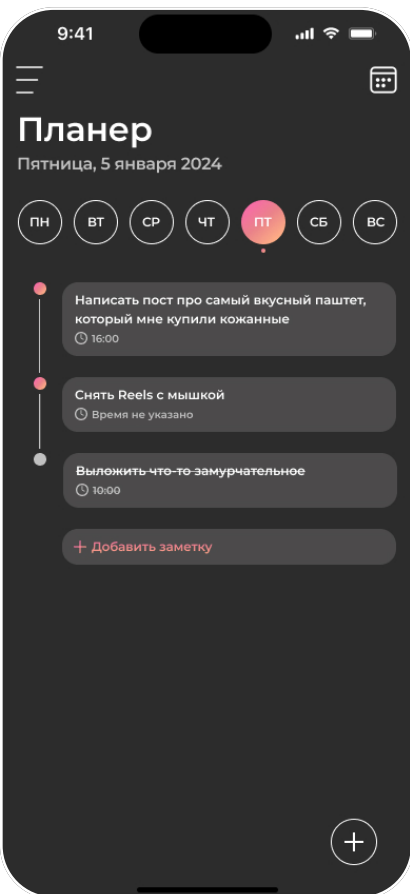 9:41
Планер
Пятница, 5 января 2024
ПН ВТ СР ЧТ ПТ СБ ВС
Написать пост про самый вкусный паштет,
который мне купили кожанные
16:00
Снять Reels с мышкой
Время не указано
Выложить что-то замурчательное
10:00
+ Добавить заметку